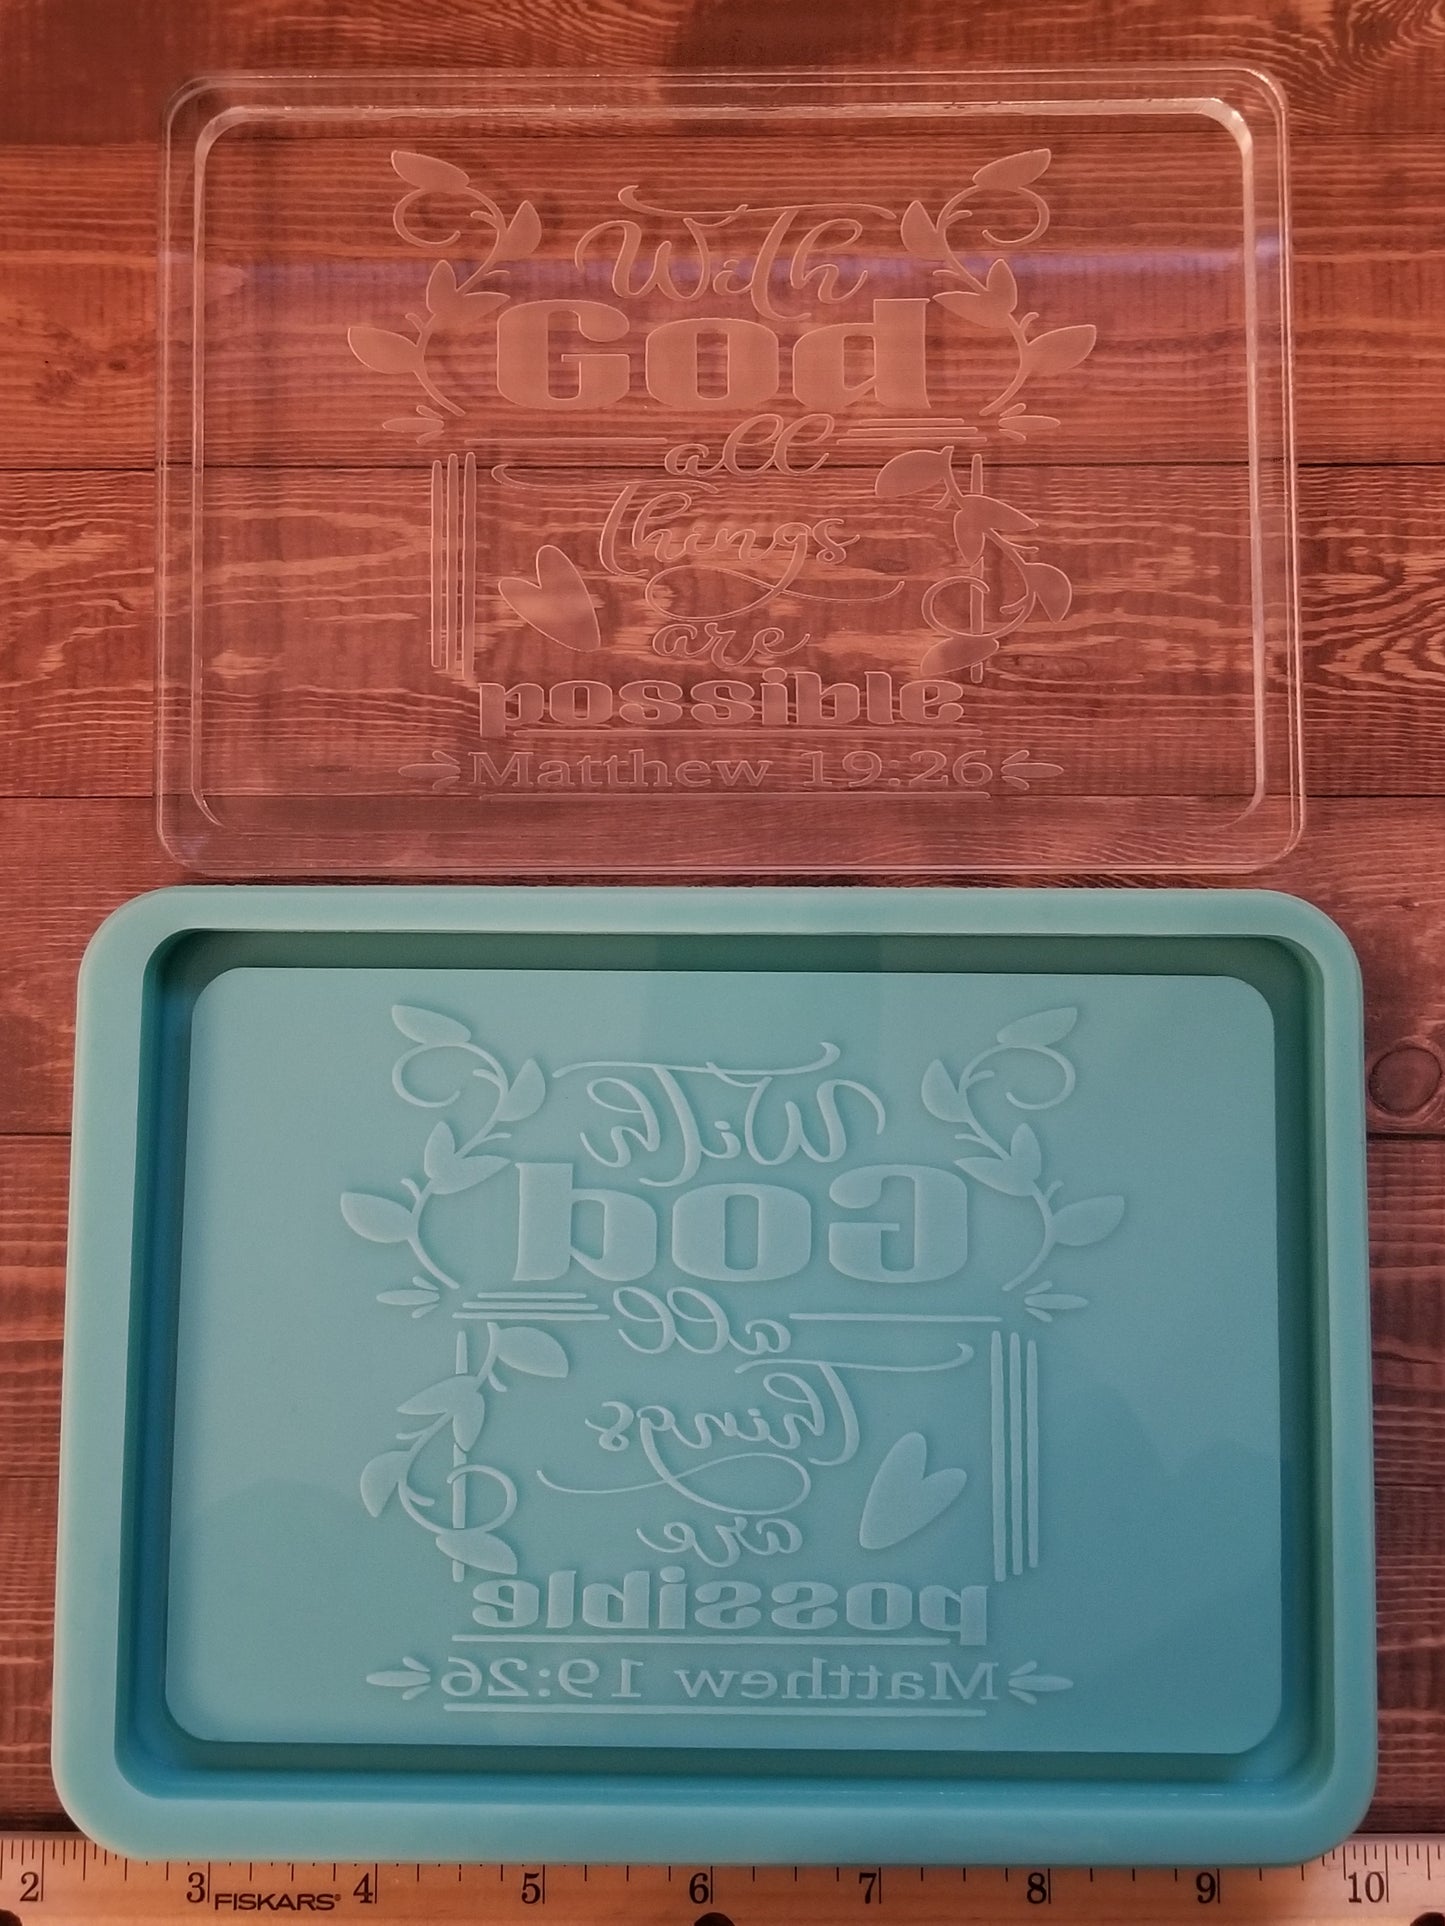 With
God
all
things
are
possible
Matthew 19:26
With
God
all
things
are
possible
Matthew 19:26
2 3 FISKARS® 4 5 6 7 8 9 10